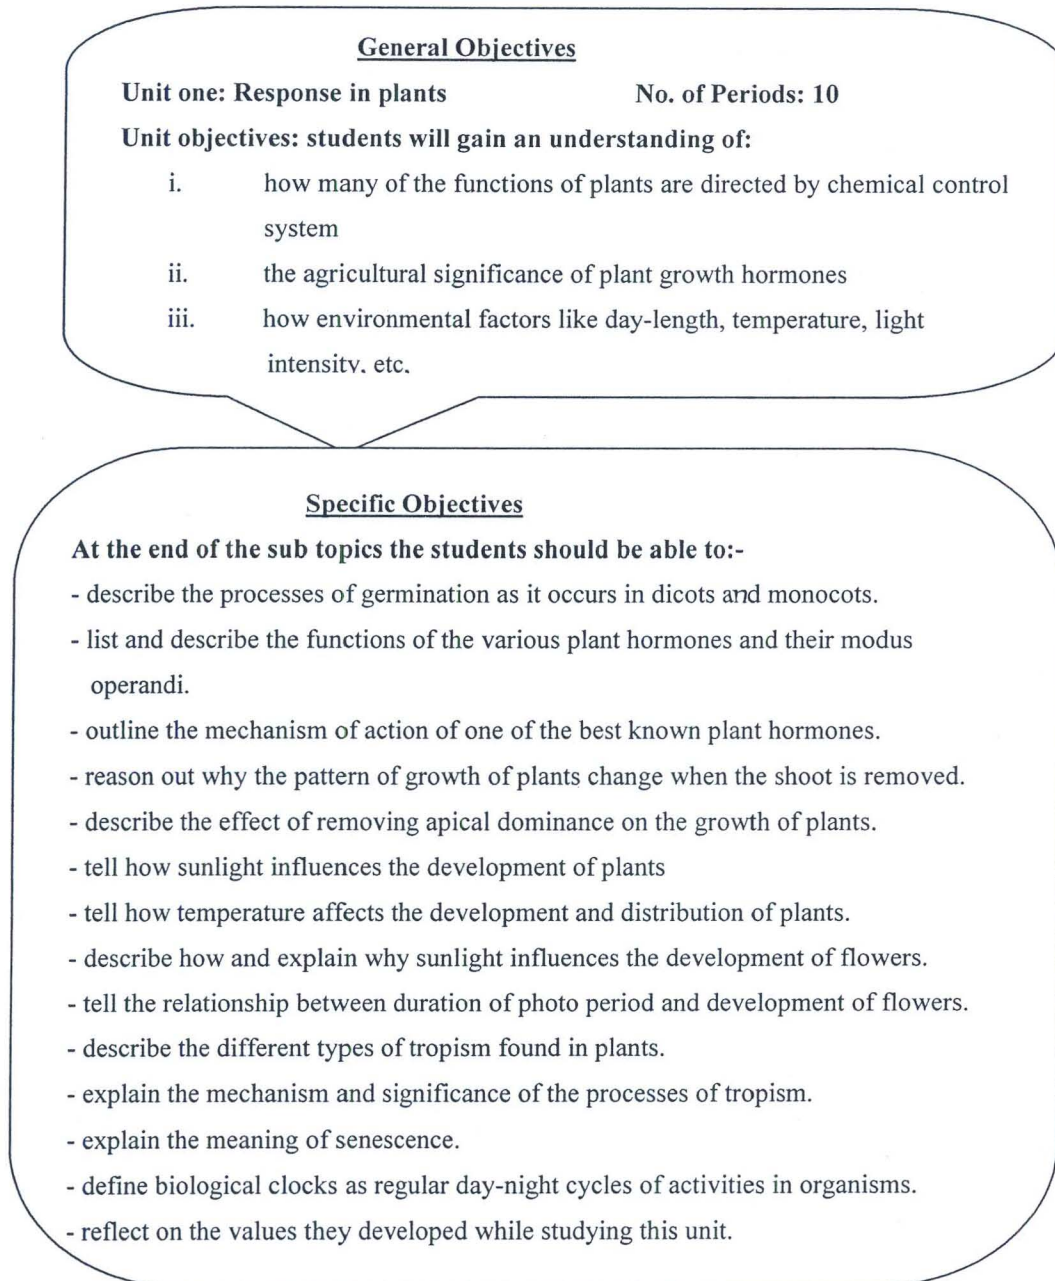 General Objectives
Unit one: Response in plants No. of Periods: 10
Unit objectives: students will gain an understanding of:
i. how many of the functions of plants are directed by chemical control
system
ii. the agricultural significance of plant growth hormones
iii. how environmental factors like day-length, temperature, light
intensity, etc.
Specific Objectives
At the end of the sub topics the students should be able to:-
- describe the processes of germination as it occurs in dicots and monocots.
- list and describe the functions of the various plant hormones and their modus
operandi.
- outline the mechanism of action of one of the best known plant hormones.
- reason out why the pattern of growth of plants change when the shoot is removed.
- describe the effect of removing apical dominance on the growth of plants.
- tell how sunlight influences the development of plants
- tell how temperature affects the development and distribution of plants.
- describe how and explain why sunlight influences the development of flowers.
- tell the relationship between duration of photo period and development of flowers.
- describe the different types of tropism found in plants.
- explain the mechanism and significance of the processes of tropism.
- explain the meaning of senescence.
- define biological clocks as regular day-night cycles of activities in organisms.
- reflect on the values they developed while studying this unit.